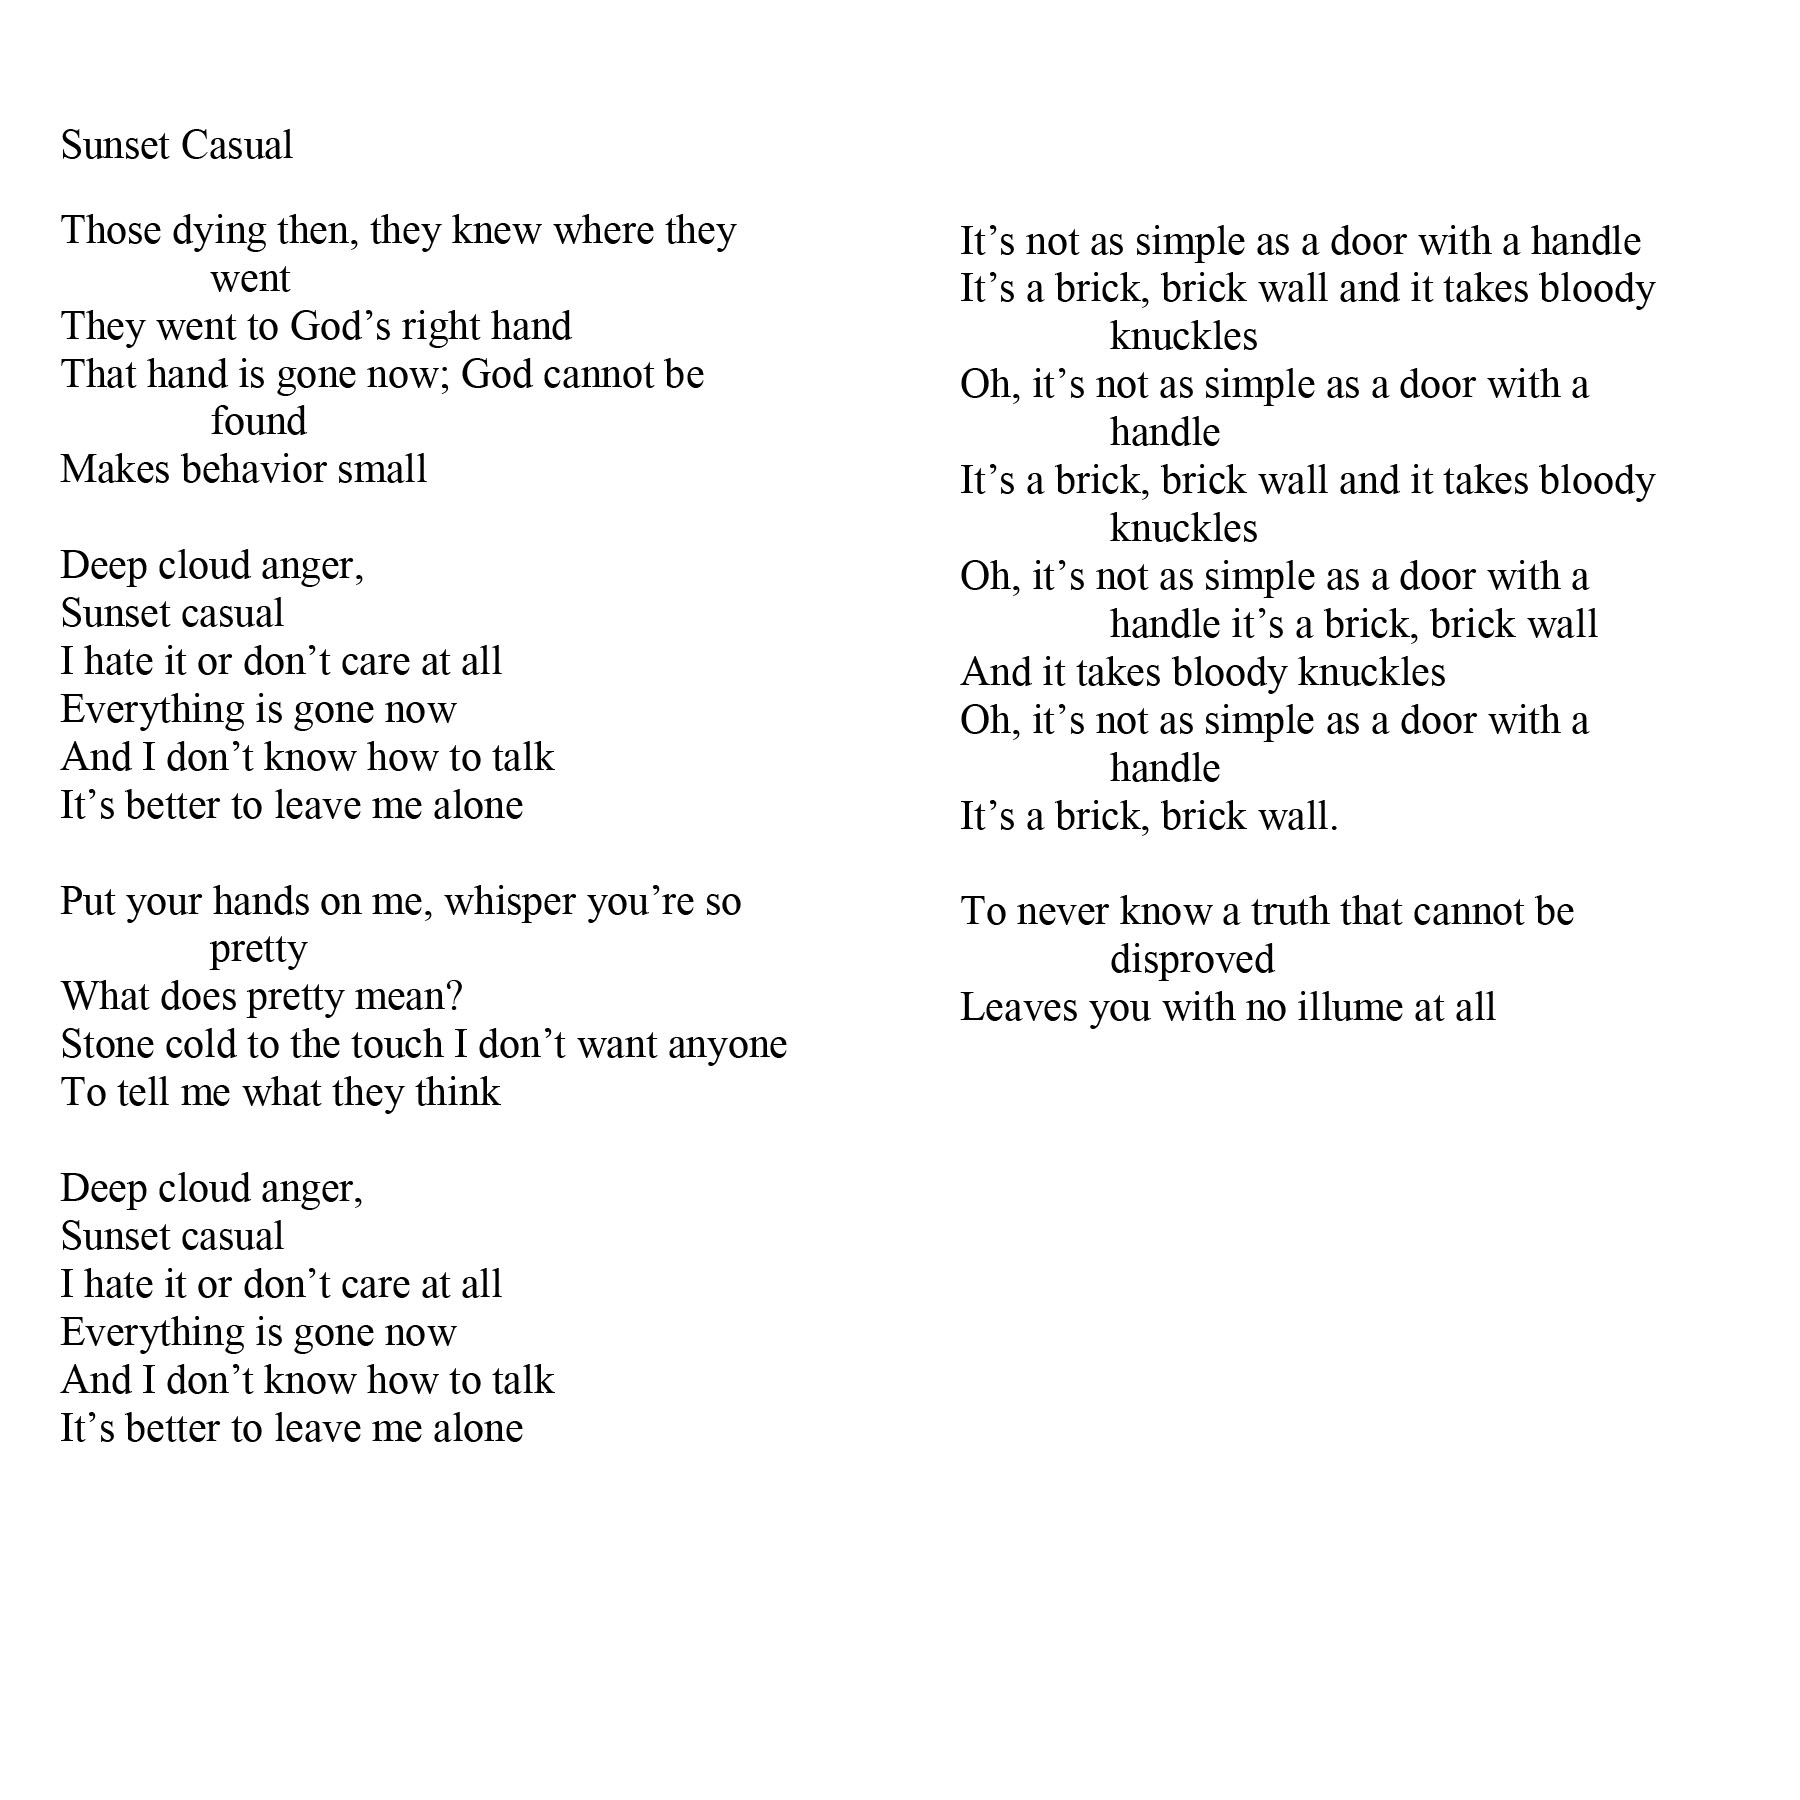 Sunset Casual
Those dying then, they knew where they
went
They went to God’s right hand
That hand is gone now; God cannot be
found
Makes behavior small
Deep cloud anger,
Sunset casual
I hate it or don’t care at all
Everything is gone now
And I don’t know how to talk
It’s better to leave me alone
Put your hands on me, whisper you’re so
pretty
What does pretty mean?
Stone cold to the touch I don’t want anyone
To tell me what they think
Deep cloud anger,
Sunset casual
I hate it or don’t care at all
Everything is gone now
And I don’t know how to talk
It’s better to leave me alone
It’s not as simple as a door with a handle
It’s a brick, brick wall and it takes bloody
knuckles
Oh, it’s not as simple as a door with a
handle
It’s a brick, brick wall and it takes bloody
knuckles
Oh, it’s not as simple as a door with a
handle it’s a brick, brick wall
And it takes bloody knuckles
Oh, it’s not as simple as a door with a
handle
It’s a brick, brick wall.
To never know a truth that cannot be
disproved
Leaves you with no illume at all